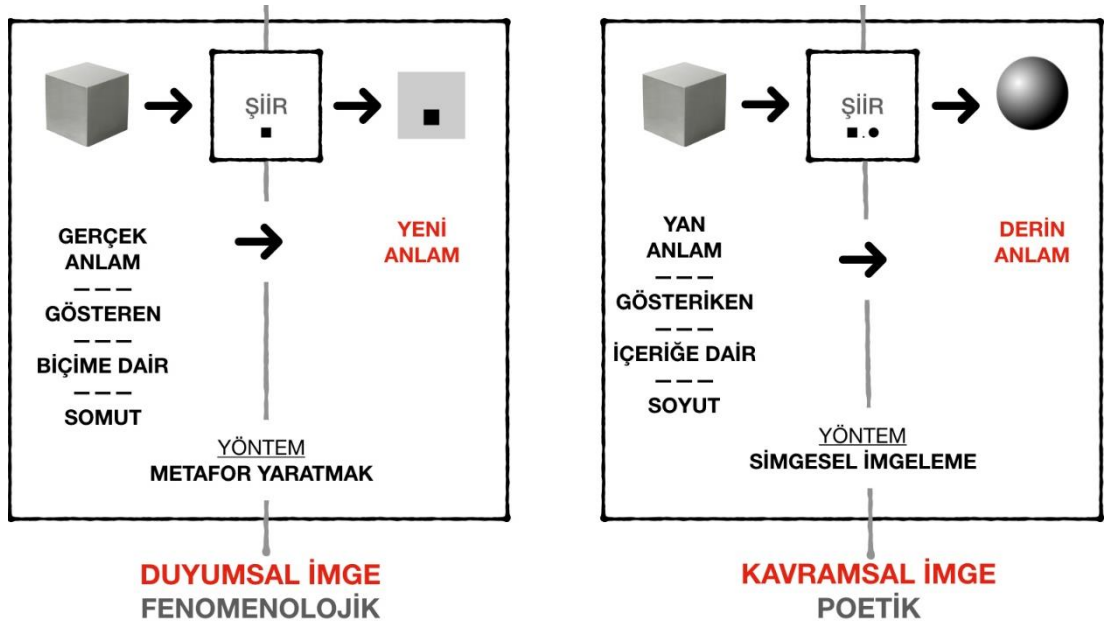 ŞİİR
GERÇEK
ANLAM
GÖSTEREN
BİÇİME DAİR
SOMUT
YENİ
ANLAM
YÖNTEM
METAFOR YARATMAK
DUYUMSAL İMGE
FENOMENOLOJİK
ŞİİR
YAN
ANLAM
GÖSTERİKEN
İÇERİĞE DAİR
SOYUT
DERİN
ANLAM
YÖNTEM
SİMGESEL İMGELEME
KAVRAMSAL İMGE
POETİK